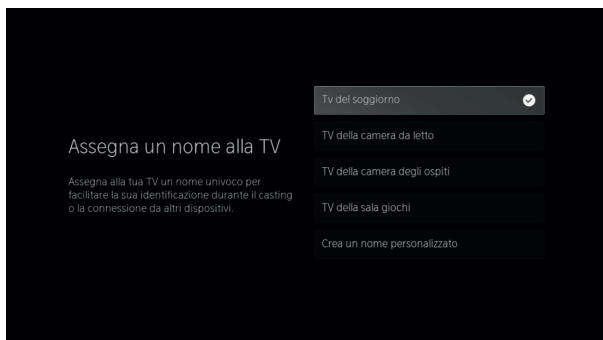 Assegna un nome alla TV
Assegna alla tua TV un nome univoco per
facilitare la sua identificazione durante il casting
o la connessione da altri dispositivi.
Tv del soggiorno
TV della camera da letto
TV della camera degli ospiti
TV della sala giochi
Crea un nome personalizzato